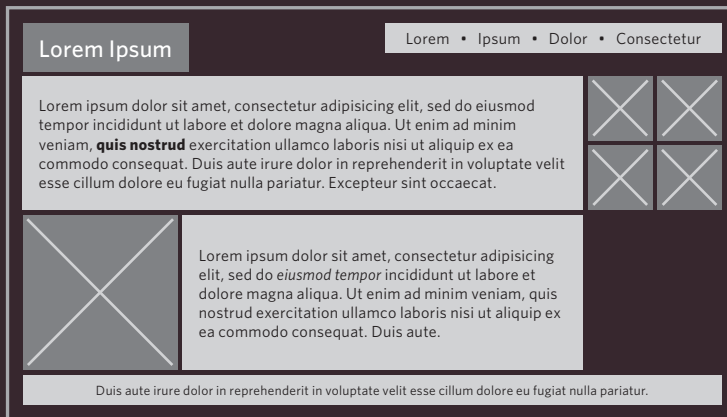 Lorem Ipsum
Lorem • Ipsum • Dolor • Consectetur
Lorem ipsum dolor sit amet, consectetur adipisicing elit, sed do eiusmod
tempor incididunt ut labore et dolore magna aliqua. Ut enim ad minim
veniam, quis nostrud exercitation ullamco laboris nisi ut aliquip ex ea
commodo consequat. Duis aute irure dolor in reprehenderit in voluptate velit
esse cillum dolore eu fugiat nulla pariatur. Excepteur sint occaecat.
Lorem ipsum dolor sit amet, consectetur adipisicing
elit, sed do eiusmod tempor incididunt ut labore et
dolore magna aliqua. Ut enim ad minim veniam, quis
nostrud exercitation ullamco laboris nisi ut aliquip ex
ea commodo consequat. Duis aute.
Duis aute irure dolor in reprehenderit in voluptate velit esse cillum dolore eu fugiat nulla pariatur.